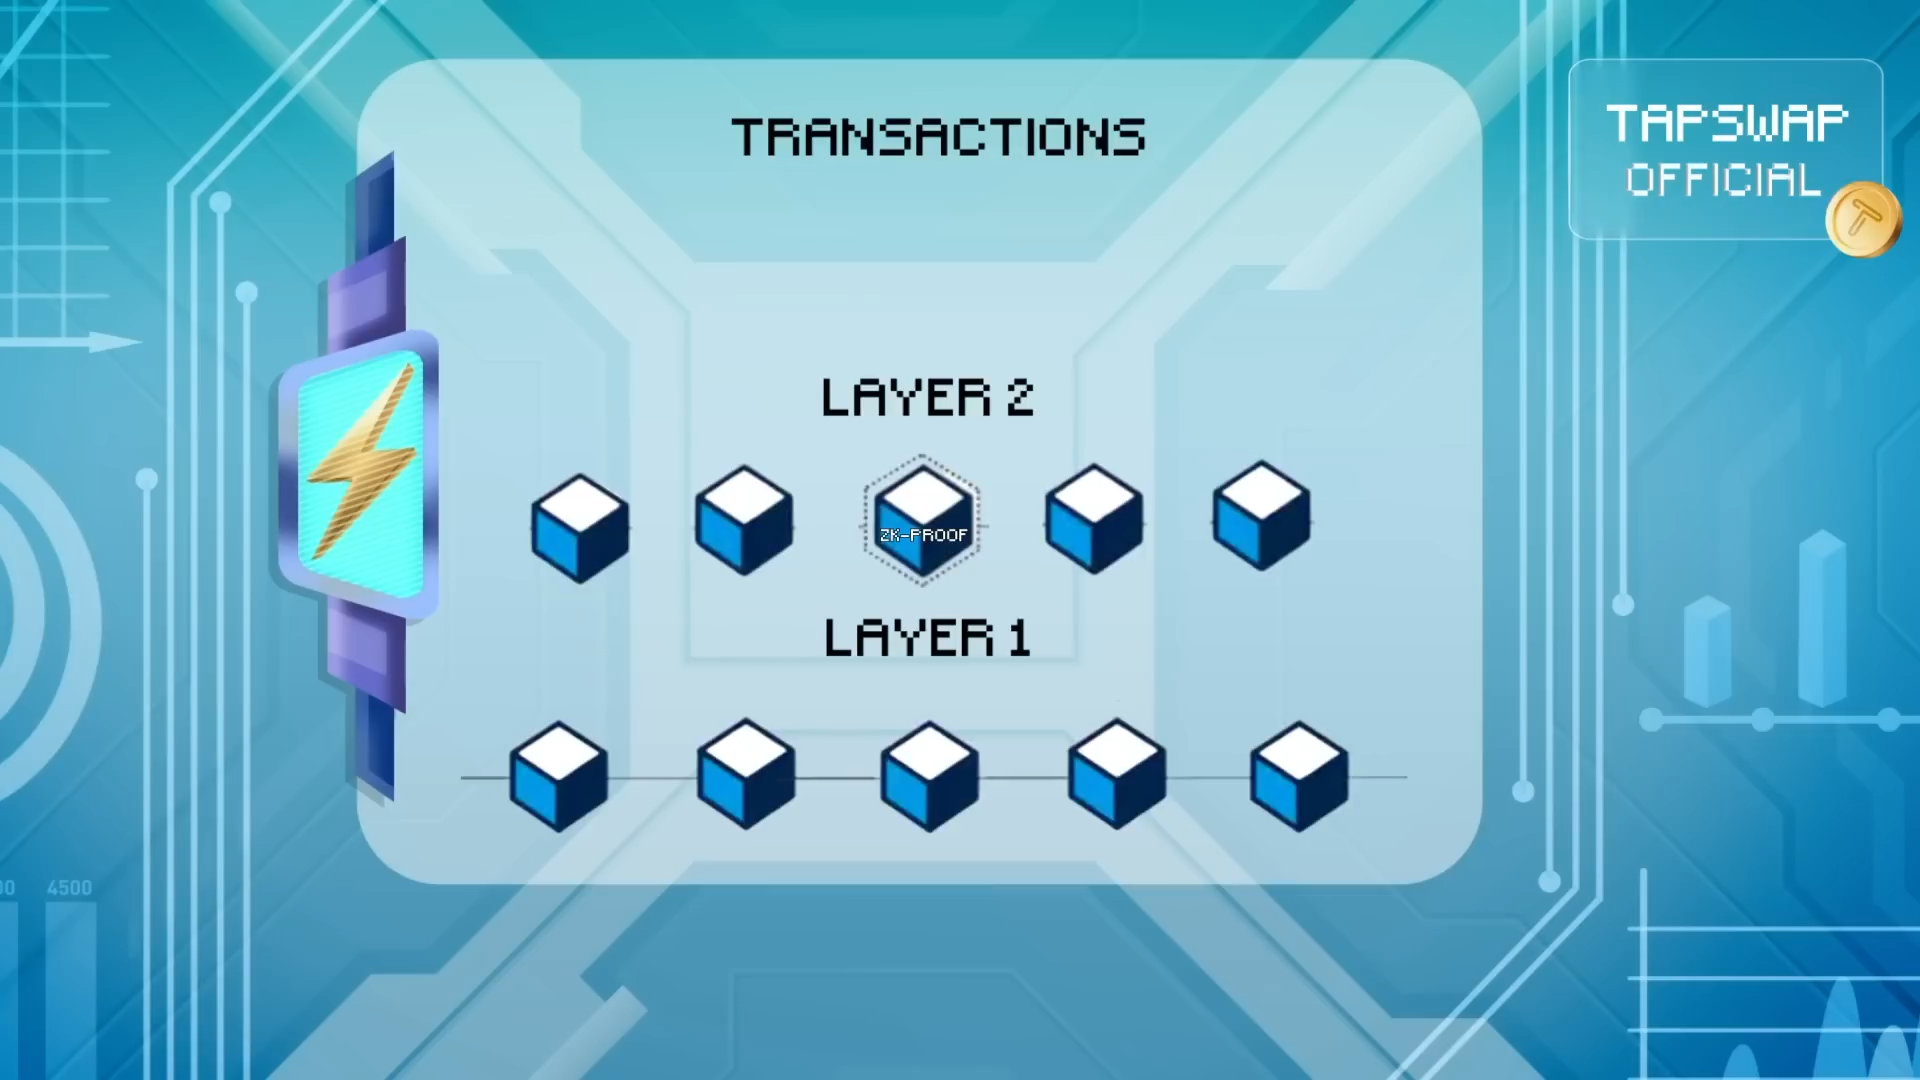 TRANSACTIONS
TAPSWAP
OFFICIAL
LAYER 2
ZK-PROOF
LAYER 1
4500